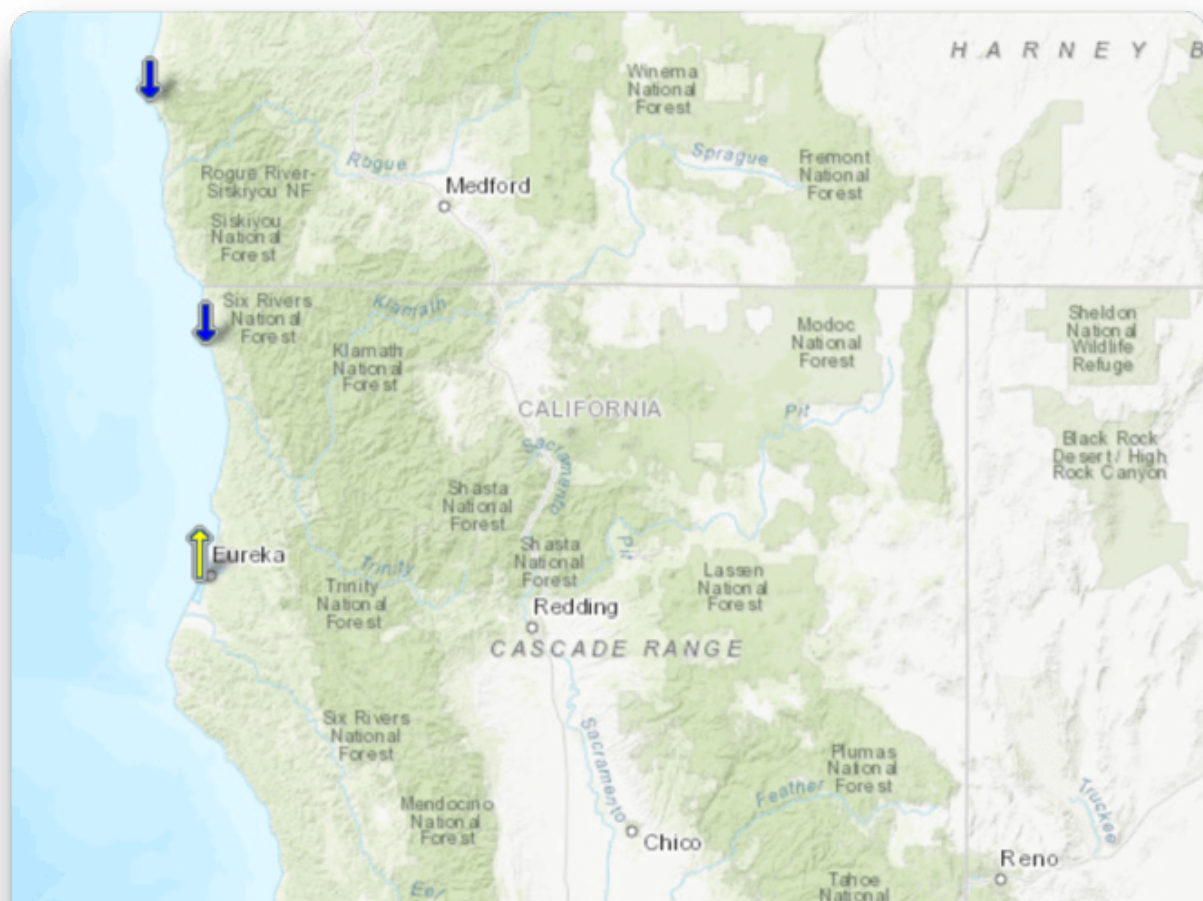 HARNEY B
Winema
National
Forest
Sprague
Fremont
National
Forest
Rogue
Rogue River-
Siskiyou NF
Medford
Siskiyou
National
Forest
Six Rivers
National
Forest
Klamath
Klamath
National
Forest
Modoc
National
Forest
Sheldon
National
Wildlife
Refuge
CALIFORNIA
Pit
Black Rock
Desert / High
Rock Canyon
Sacramento
Shasta
National
Forest
Shasta
National
Forest
Pit
Eureka
Trinity
Trinity
National
Forest
Lassen
National
Forest
Redding
CASCADE RANGE
Six Rivers
National
Forest
Sacramento
Plumas
National
Forest
Feather
Truckee
Mendocino
National
Forest
Chico
Reno
Tahoe
National
Eel